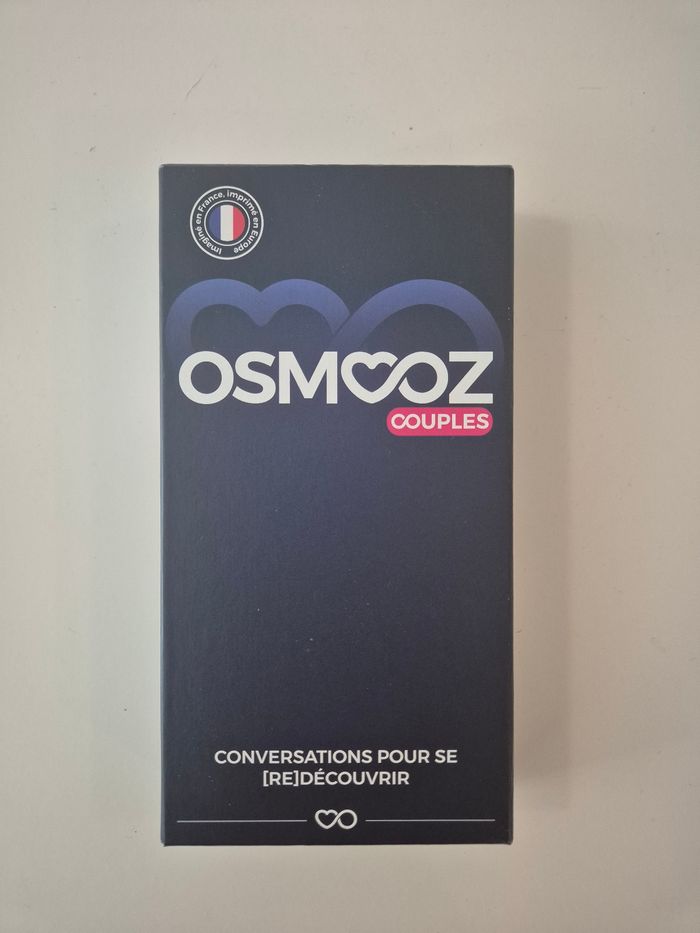 Imaginé en France, imprimé en Europe
OSMOOZ
COUPLES
CONVERSATIONS POUR SE
[RE]DÉCOUVRIR